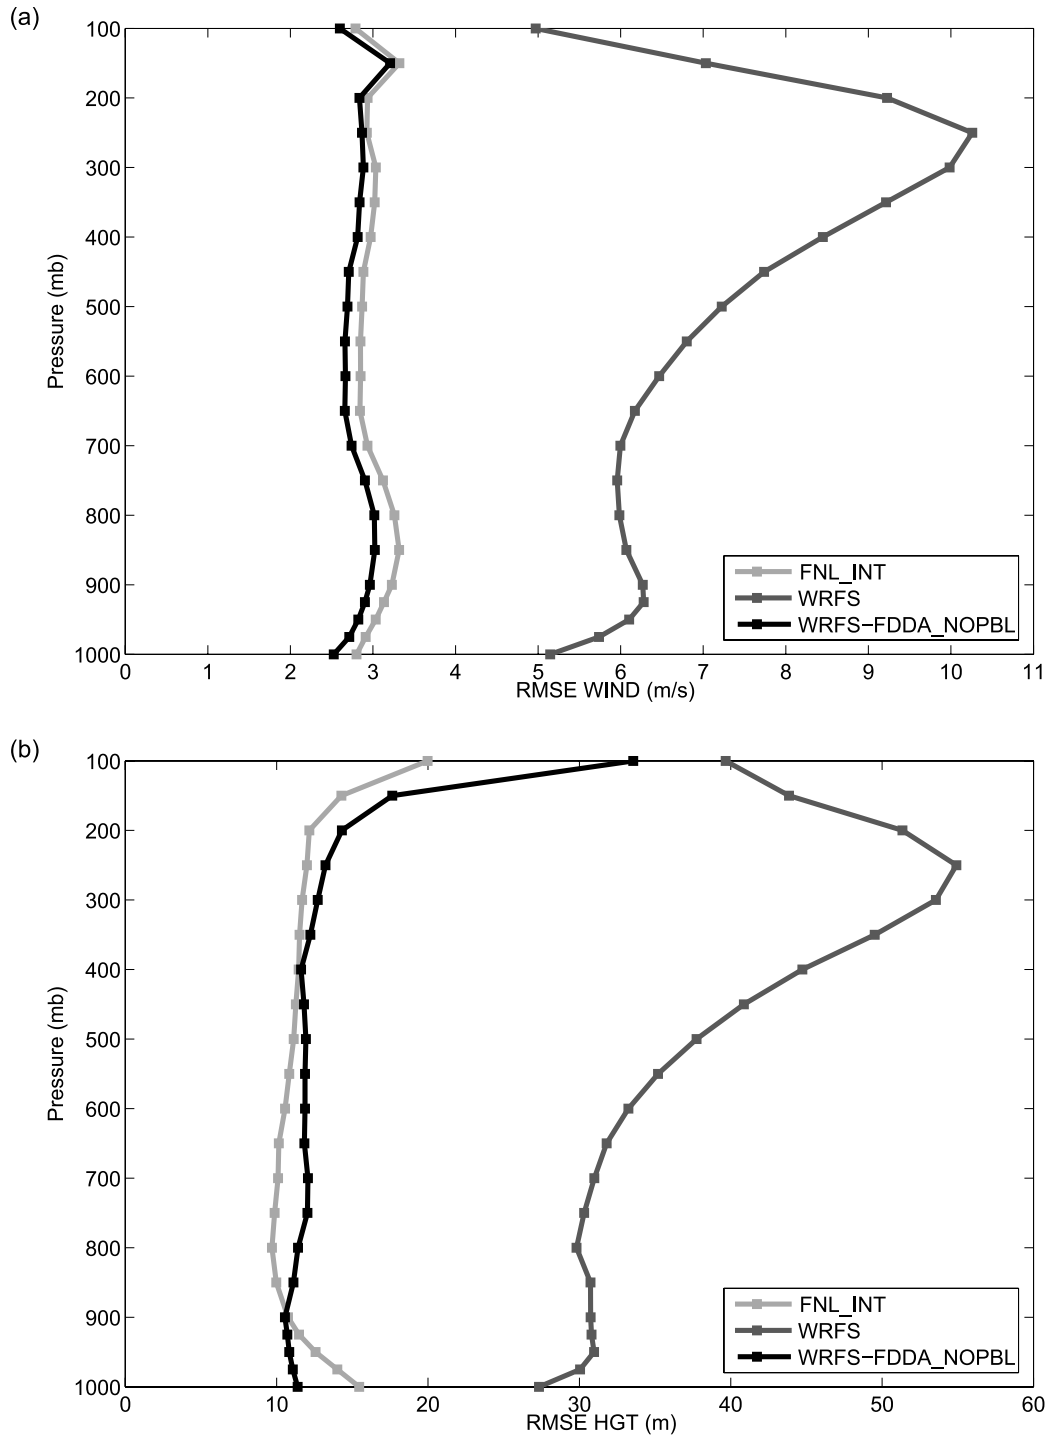 (a)
100
200
300
400
500
600
700
800
900
1000
Pressure (mb)
0 1 2 3 4 5 6 7 8 9 10 11
RMSE WIND (m/s)
FNL_INT
WRFS
WRFS-FDDA_NOPBL
(b)
100
200
300
400
500
600
700
800
900
1000
Pressure (mb)
0 10 20 30 40 50 60
RMSE HGT (m)
FNL_INT
WRFS
WRFS-FDDA_NOPBL